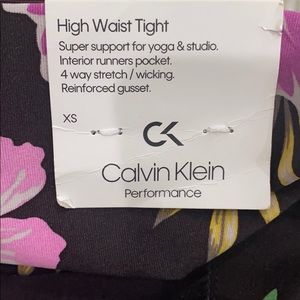 High Waist Tight
Super support for yoga & studio.
Interior runners pocket.
4 way stretch / wicking.
Reinforced gusset.
XS
CK
Calvin Klein
Performance